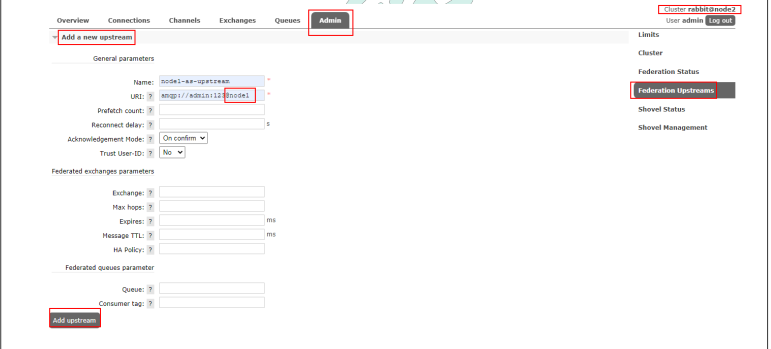 Cluster rabbit@node2
Overview Connections Channels Exchanges Queues Admin
User admin Log out
Add a new upstream
General parameters
Name: node1-as-upstream *
URI: ? amqp://admin:123@node1 *
Prefetch count: ?
Reconnect delay: ? s
Acknowledgement Mode: ? On confirm
Trust User-ID: ? No
Federated exchanges parameters
Exchange: ?
Max hops: ?
Expires: ? ms
Message TTL: ? ms
HA Policy: ?
Federated queues parameter
Queue: ?
Consumer tag: ?
Add upstream
Limits
Cluster
Federation Status
Federation Upstreams
Shovel Status
Shovel Management